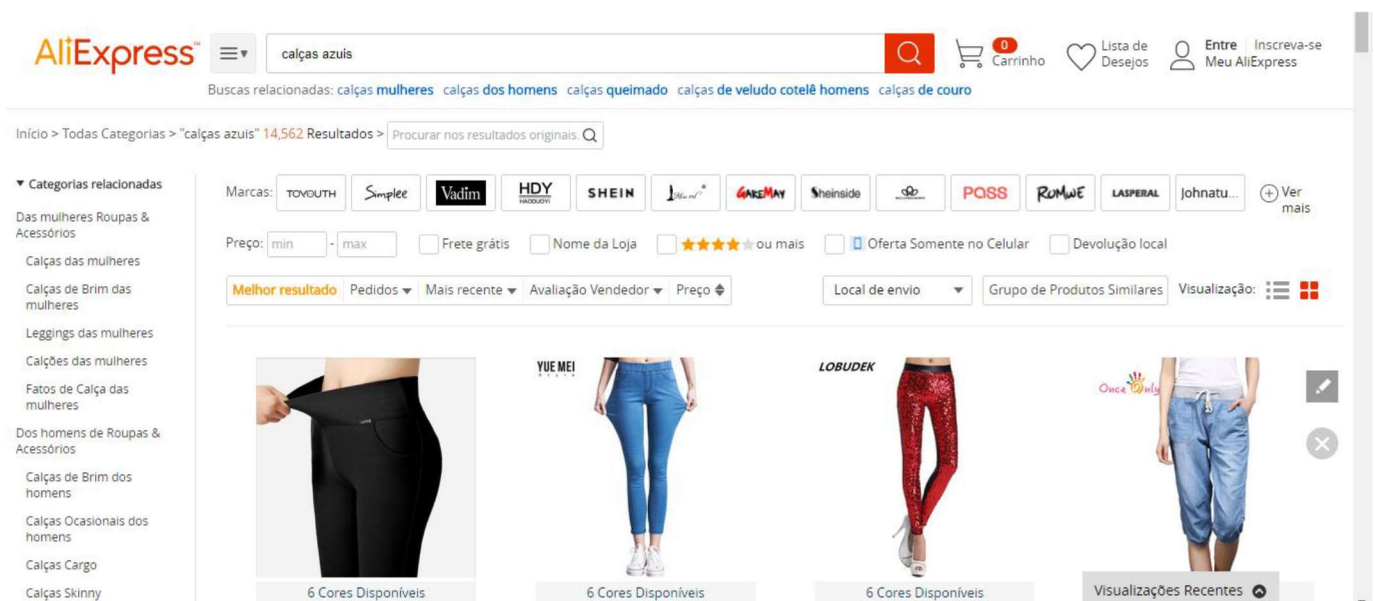 AliExpress™
calças azuis
0
Carrinho
Lista de
Desejos
Entre | Inscreva-se
Meu AliExpress
Buscas relacionadas: calças mulheres calças dos homens calças queimado calças de veludo cotelê homens calças de couro
Início > Todas Categorias > "calças azuis" 14,562 Resultados > Procurar nos resultados originais.
Categorias relacionadas
Das mulheres Roupas &
Acessórios
Calças das mulheres
Calças de Brim das
mulheres
Leggings das mulheres
Calções das mulheres
Fatos de Calça das
mulheres
Dos homens de Roupas &
Acessórios
Calças de Brim dos
homens
Calças Ocasionais dos
homens
Calças Cargo
Calças Skinny
Marcas: TOYOUTH Simplee Vadim HDY SHEIN GAREMAY Sheinside PASS ROMWE LASPERAL Johnatu... Ver
HAODUOYI
mais
Preço: min - max Frete grátis Nome da Loja ou mais Oferta Somente no Celular Devolução local
Melhor resultado Pedidos Mais recente Avaliação Vendedor Preço Local de envio Grupo de Produtos Similares Visualização:
YUE MEI
LOBUDEK
Once Only
6 Cores Disponíveis
6 Cores Disponíveis
6 Cores Disponíveis
Visualizações Recentes